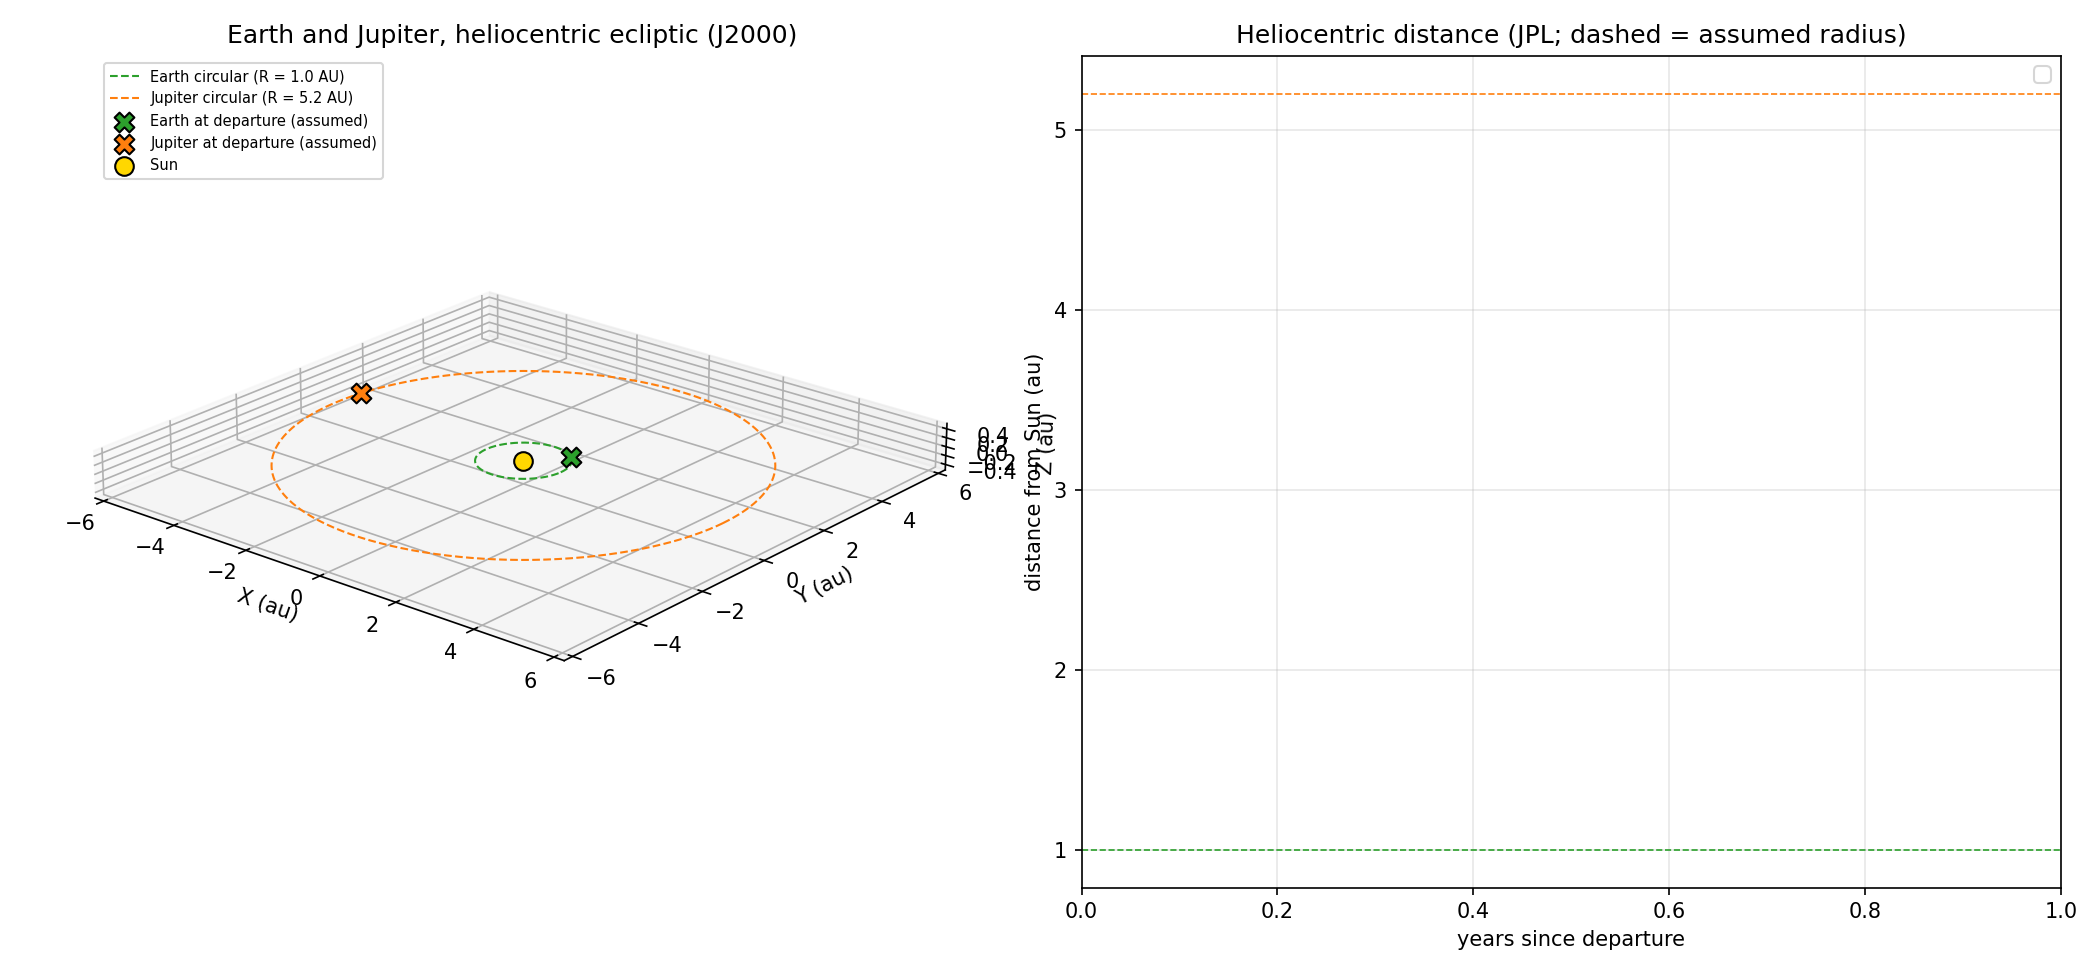 Earth and Jupiter, heliocentric ecliptic (J2000)
Earth circular (R = 1.0 AU)
Jupiter circular (R = 5.2 AU)
Earth at departure (assumed)
Jupiter at departure (assumed)
Sun
−6
−4
−2
0
2
4
6
X (au)
−6
−4
−2
0
2
4
6
Y (au)
0.4
0.2
0.0
−0.2
−0.4
Z (au)
Heliocentric distance (JPL; dashed = assumed radius)
5
4
3
2
1
distance from Sun (au)
0.0
0.2
0.4
0.6
0.8
1.0
years since departure